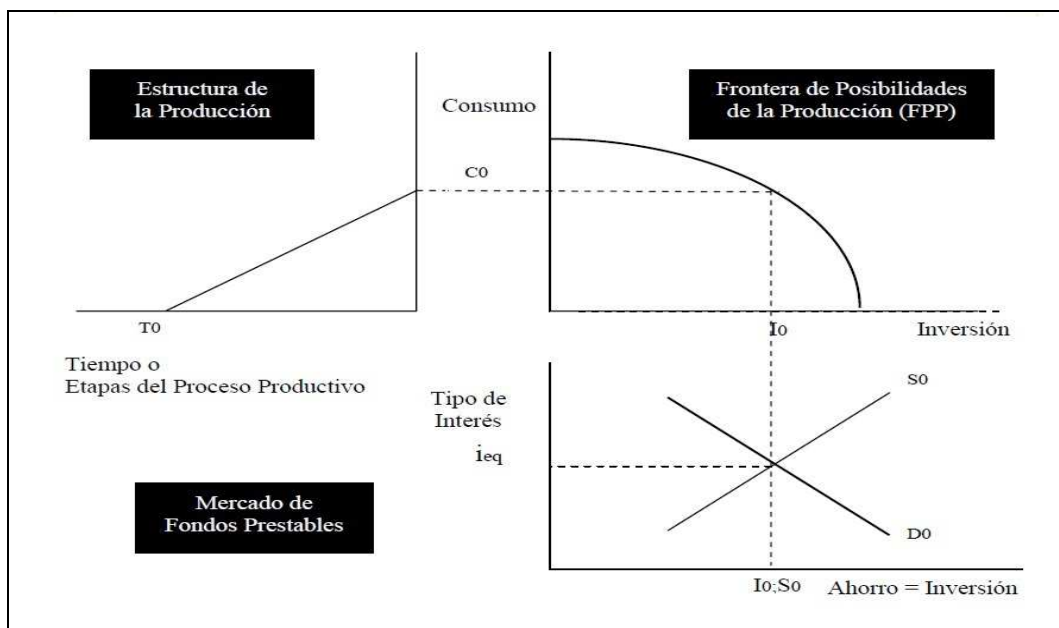 Estructura de
la Producción
Consumo
Frontera de Posibilidades
de la Producción (FPP)
C0
T0
I0
Inversión
Tiempo o
Etapas del Proceso Productivo
Tipo de
Interés
ieq
S0
Mercado de
Fondos Prestables
D0
I0;S0
Ahorro = Inversión